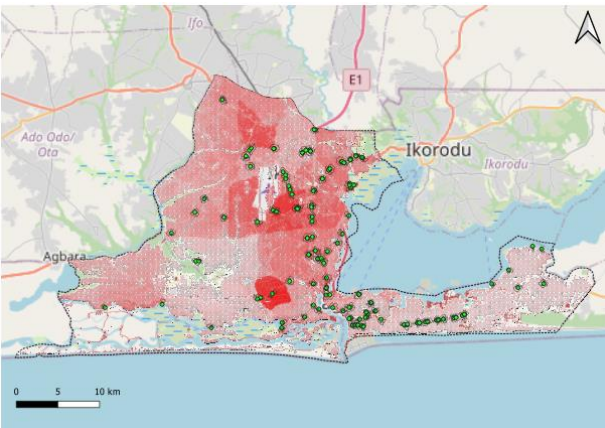 Ifo
E1
Ado Odo/
Ota
Ikorodu
Ikorodu
Agbara
0 5 10 km